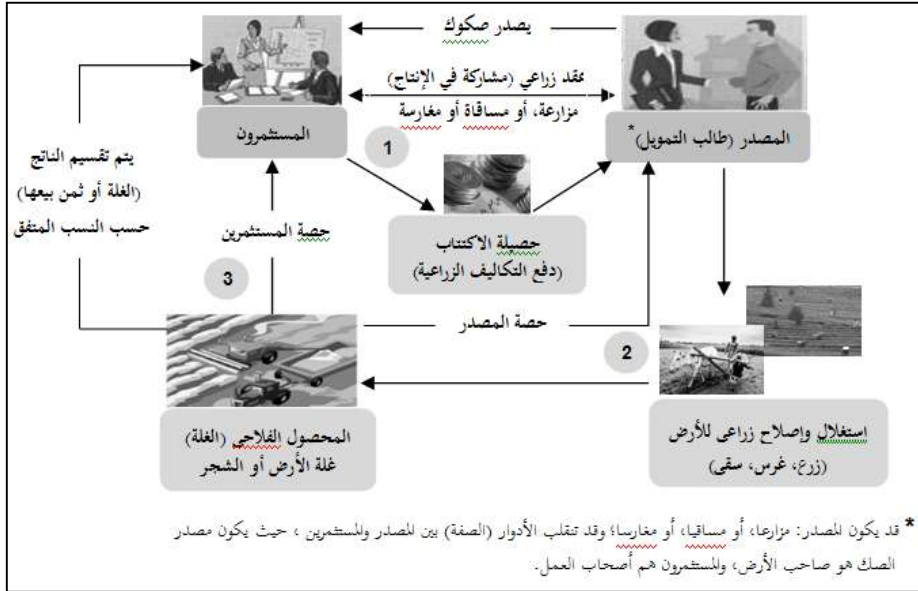 يصدر صكوك
بمقد زراعي (مشاركة في الإنتاج)
مزارعة، أو مساقاة أو مغارسة
المستثمرون
المصدر (طالب التمويل)*
1
يتم تقسيم الناتج
(الغلة أو ثمن بيعها)
حسب النسب المتفق
حصة المستثمرين
حصيلة الاكتتاب
(دفع التكاليف الزراعية)
3
حصة المصدر
2
المحصول الفلاحي (الغلة)
غلة الأرض أو الشجر
استغلال وإصلاح زراعي للأرض
(زرع، غرس، سقي)
* قد يكون المصدر: مزارعا، أو مساقيا، أو مغارسا؛ وقد تنقلب الأدوار (الصفة) بين المصدر والمستثمرين ، حيث يكون مصدر
الصك هو صاحب الأرض، والمستثمرون هم أصحاب العمل.